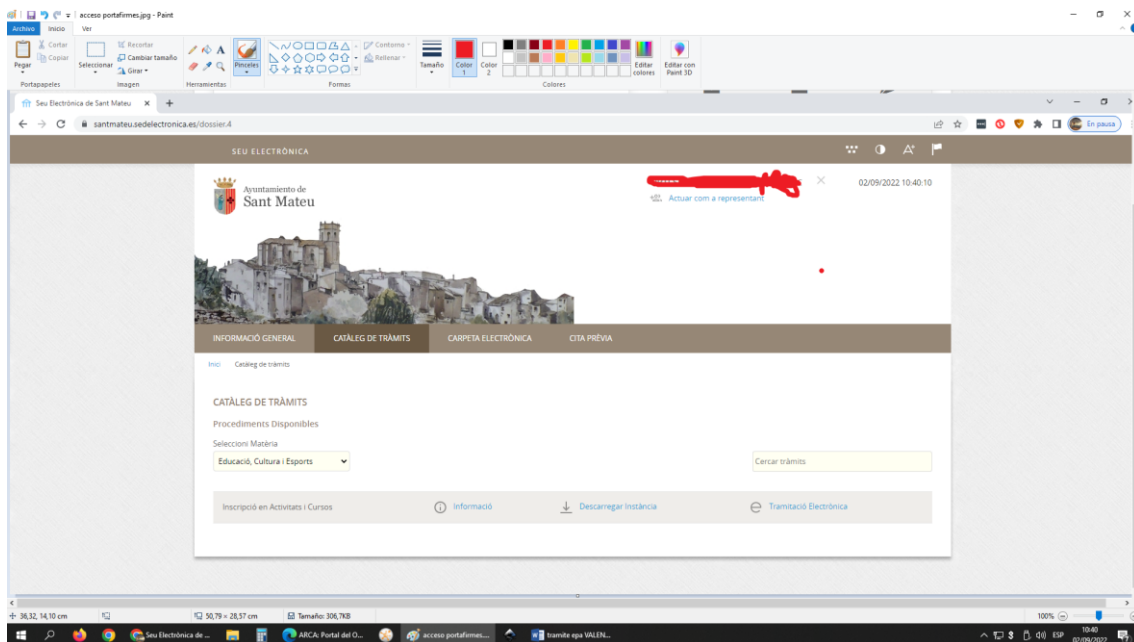 acceso portafirmes.jpg - Paint
Archivo Inicio Ver
Pegar
Cortar
Copiar
Seleccionar
Recortar
Cambiar tamaño
Girar
Pinceles
Contorno
Rellenar
Tamaño
Color 1
Color 2
Editar colores
Editar con Paint 3D
Portapapeles Imagen Herramientas Formas Colores
Seu Electrònica de Sant Mateu
santmateu.sedelectronica.es/dossier.4
En pausa
SEU ELECTRÒNICA
Ayuntamiento de
Sant Mateu
02/09/2022 10:40:10
Actuar com a representant
INFORMACIÓ GENERAL CATÀLEG DE TRÀMITS CARPETA ELECTRÒNICA CITA PRÈVIA
Inici Catàleg de tràmits
CATÀLEG DE TRÀMITS
Procediments Disponibles
Seleccioni Matèria
Educació, Cultura i Esports
Cercar tràmits
Inscripció en Activitats i Cursos Informació Descarregar Instància Tramitació Electrònica
36,32, 14,10 cm 50,79 × 28,57 cm Tamaño: 306,7KB 100%
Seu Electrònica de ... ARCA: Portal del O... acceso portafirmes.... tramite epa VALEN... ESP 10:40
02/09/2022